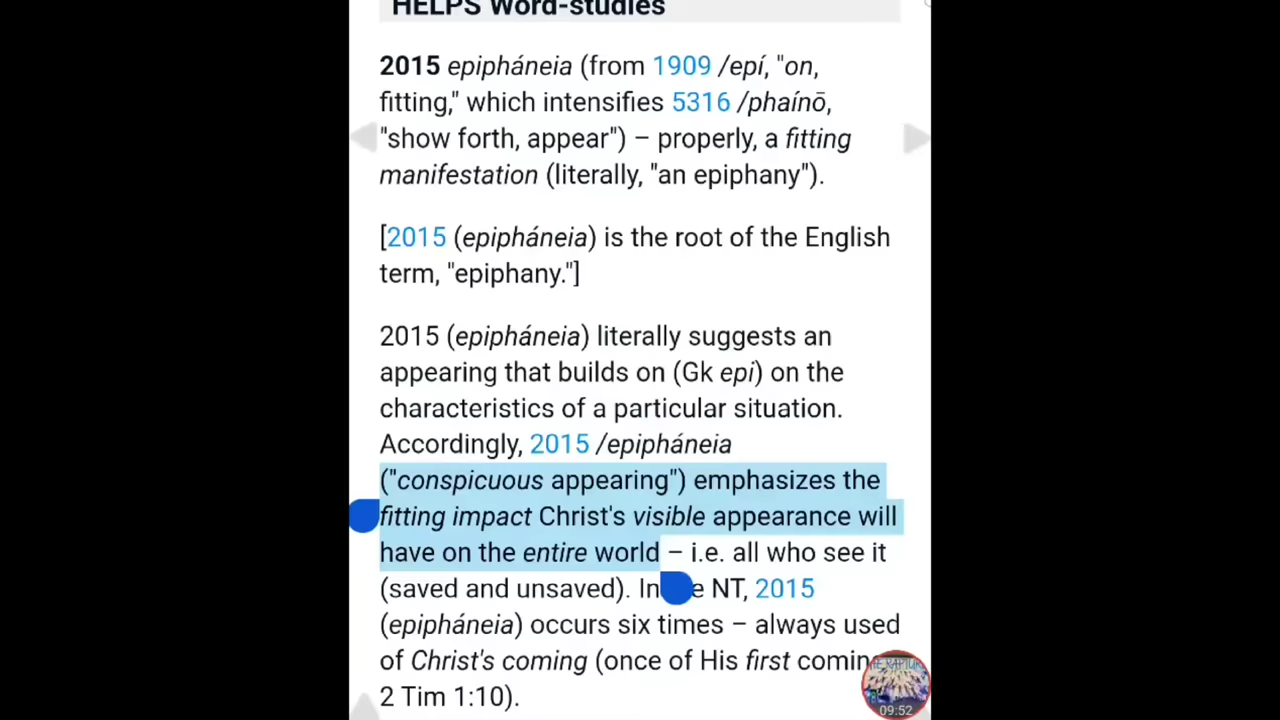 HELPS Word-studies
2015 epipháneia (from 1909 /epí, "on,
fitting," which intensifies 5316 /phaínō,
"show forth, appear") – properly, a fitting
manifestation (literally, "an epiphany").
[2015 (epipháneia) is the root of the English
term, "epiphany."]
2015 (epipháneia) literally suggests an
appearing that builds on (Gk epi) on the
characteristics of a particular situation.
Accordingly, 2015 /epipháneia
("conspicuous appearing") emphasizes the
fitting impact Christ's visible appearance will
have on the entire world – i.e. all who see it
(saved and unsaved). In e NT, 2015
(epipháneia) occurs six times – always used
of Christ's coming (once of His first comin
2 Tim 1:10).
09:52